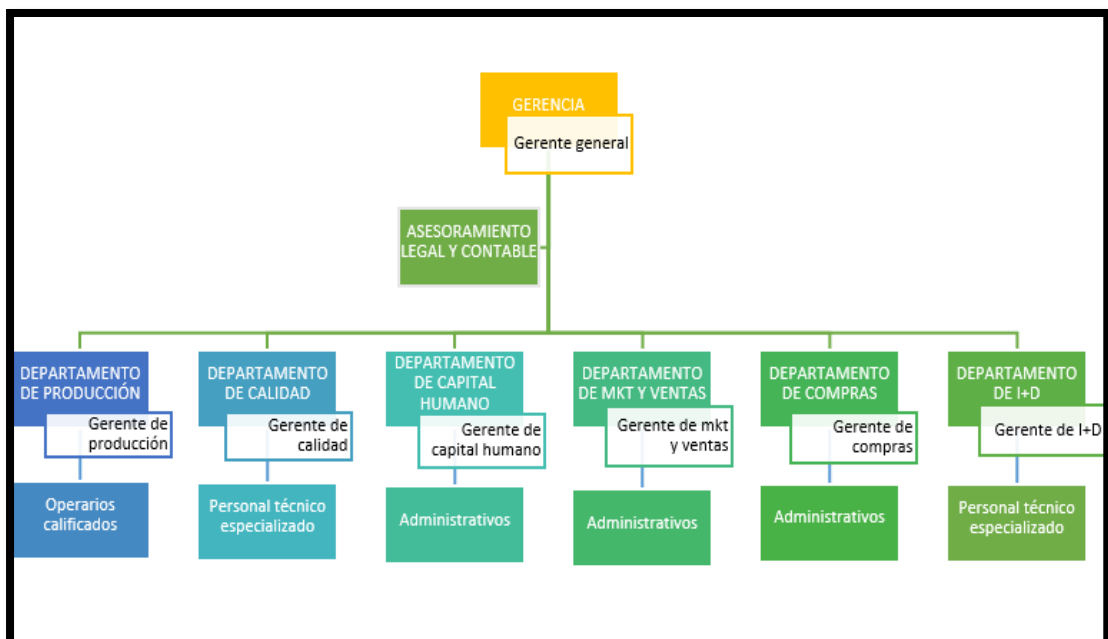 GERENCIA
Gerente general
ASESORAMIENTO
LEGAL Y CONTABLE
DEPARTAMENTO
DE PRODUCCIÓN
Gerente de
producción
Operarios
calificados
DEPARTAMENTO
DE CALIDAD
Gerente de
calidad
Personal técnico
especializado
DEPARTAMENTO
DE CAPITAL
HUMANO
Gerente de
capital humano
Administrativos
DEPARTAMENTO
DE MKT Y VENTAS
Gerente de mkt
y ventas
Administrativos
DEPARTAMENTO
DE COMPRAS
Gerente de
compras
Administrativos
DEPARTAMENTO
DE I+D
Gerente de I+D
Personal técnico
especializado